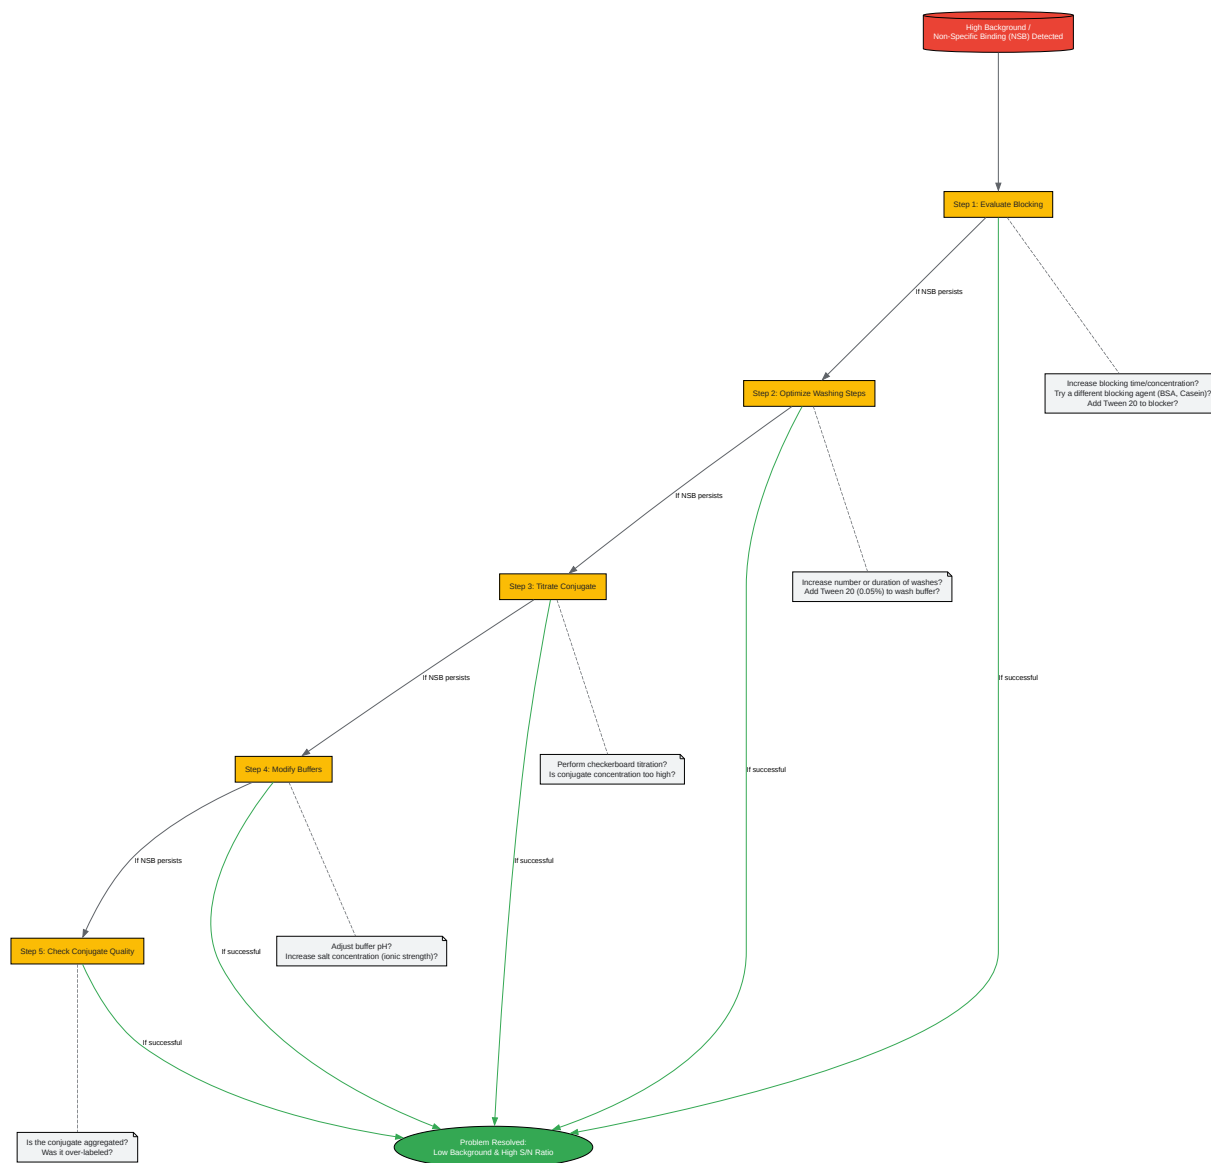 High Background /
Non-Specific Binding (NSB) Detected
Step 1: Evaluate Blocking
If NSB persists
Increase blocking time/concentration?
Try a different blocking agent (BSA, Casein)?
Add Tween 20 to blocker?
Step 2: Optimize Washing Steps
If NSB persists
Increase number or duration of washes?
Add Tween 20 (0.05%) to wash buffer?
Step 3: Titrate Conjugate
If NSB persists
If successful
Perform checkerboard titration?
Is conjugate concentration too high?
If successful
Step 4: Modify Buffers
If NSB persists
If successful
Adjust buffer pH?
Increase salt concentration (ionic strength)?
If successful
Step 5: Check Conjugate Quality
If successful
Is the conjugate aggregated?
Was it over-labeled?
Problem Resolved:
Low Background & High S/N Ratio